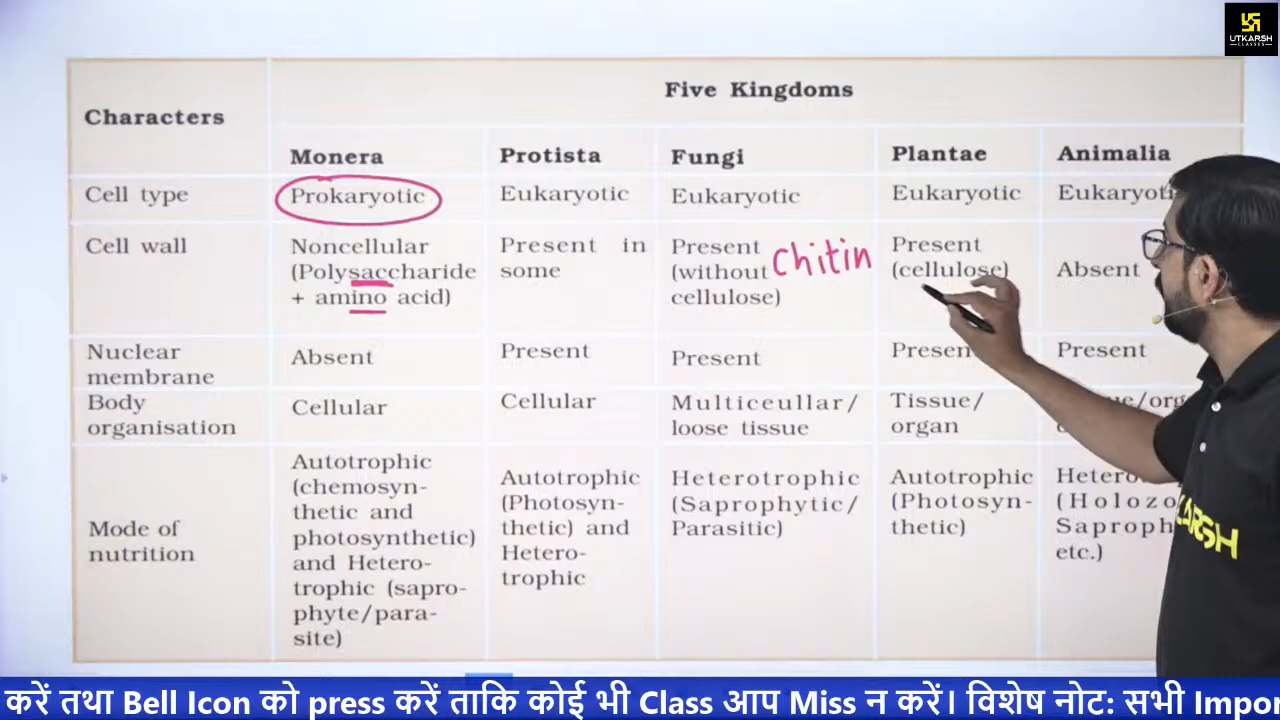 UTKARSH
CLASSES
Five Kingdoms
Characters
Monera
Protista
Fungi
Plantae
Animalia
Cell type
Prokaryotic
Eukaryotic
Eukaryotic
Eukaryotic
Cell wall
Noncellular
(Polysaccharide
+ amino acid)
Present in
some
Present
(without
cellulose)
Chitin
Present
(cellulose)
Absent
Nuclear
membrane
Absent
Present
Present
Present
Body
organisation
Cellular
Cellular
Multiceullar/
loose tissue
Tissue/
organ
Mode of
nutrition
Autotrophic
(chemosyn-
thetic and
photosynthetic)
and Hetero-
trophic (sapro-
phyte/para-
site)
Autotrophic
(Photosyn-
thetic) and
Hetero-
trophic
Heterotrophic
(Saprophytic/
Parasitic)
Autotrophic
(Photosyn-
thetic)
etc.)
करें तथा Bell Icon को press करें ताकि कोई भी Class आप Miss न करें। विशेष नोट: सभी